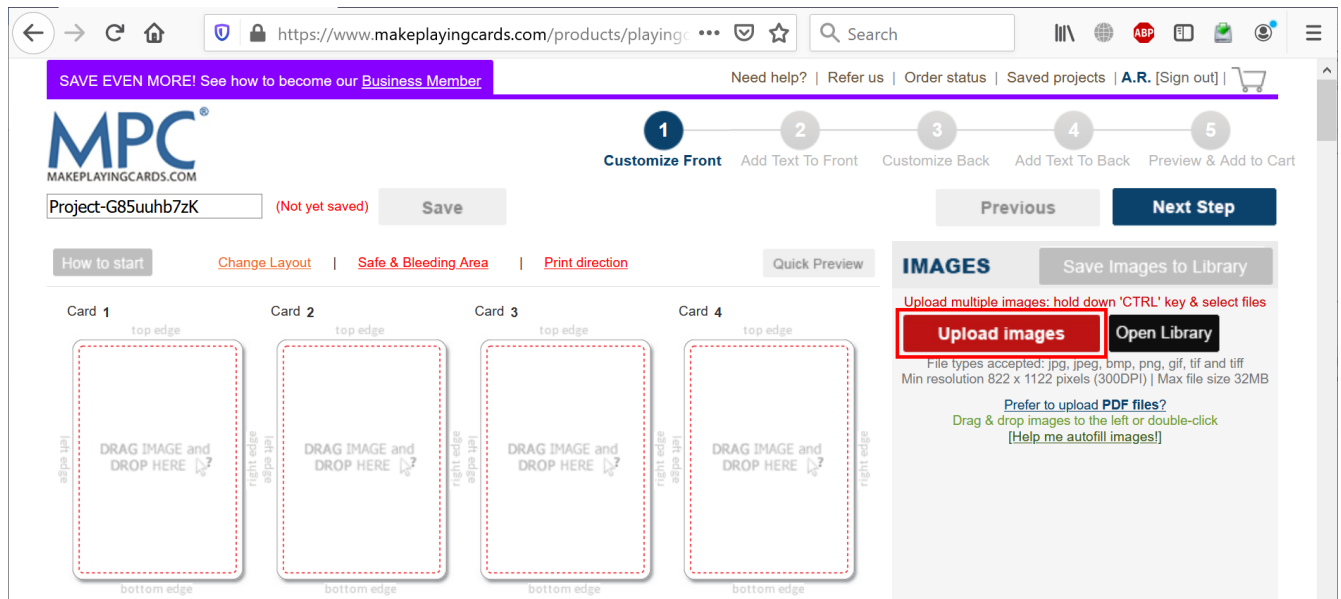 https://www.makeplayingcards.com/products/playingc
Search
ABP
SAVE EVEN MORE! See how to become our Business Member
Need help? | Refer us | Order status | Saved projects | A.R. [Sign out] |
MPC®
MAKEPLAYINGCARDS.COM
1 2 3 4 5
Customize Front Add Text To Front Customize Back Add Text To Back Preview & Add to Cart
Project-G85uuhb7zK (Not yet saved) Save Previous Next Step
How to start Change Layout | Safe & Bleeding Area | Print direction Quick Preview
IMAGES Save Images to Library
Upload multiple images: hold down 'CTRL' key & select files
Upload images Open Library
File types accepted: jpg, jpeg, bmp, png, gif, tif and tiff
Min resolution 822 x 1122 pixels (300DPI) | Max file size 32MB
Prefer to upload PDF files?
Drag & drop images to the left or double-click
[Help me autofill images!]
Card 1 Card 2 Card 3 Card 4
top edge top edge top edge top edge
left edge right edge left edge right edge left edge right edge left edge right edge
DRAG IMAGE and DRAG IMAGE and DRAG IMAGE and DRAG IMAGE and
DROP HERE ? DROP HERE ? DROP HERE ? DROP HERE ?
bottom edge bottom edge bottom edge bottom edge